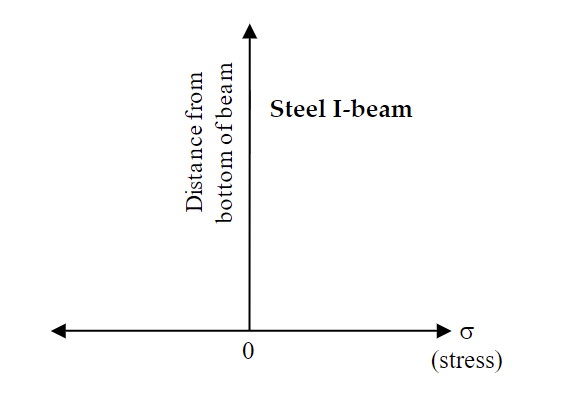 Distance from
bottom of beam
Steel I-beam
0
σ
(stress)